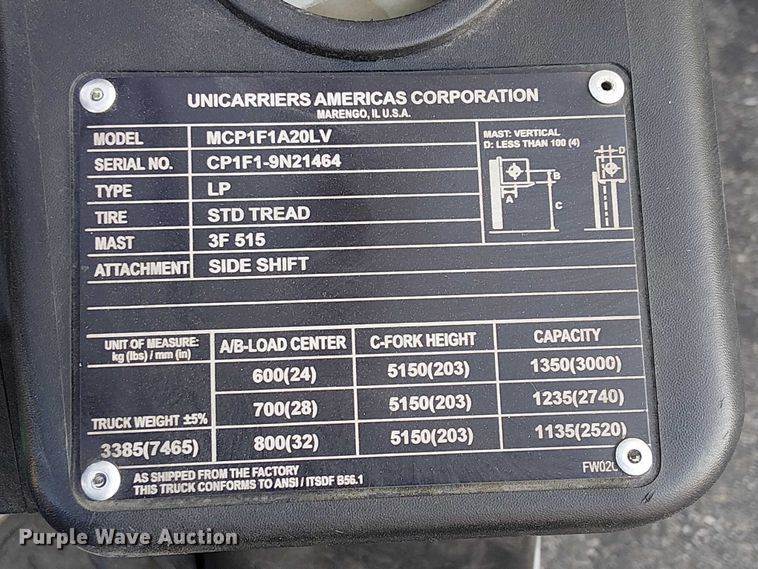 UNICARRIERS AMERICAS CORPORATION
MARENGO, IL U.S.A.
MODEL MCP1F1A20LV
SERIAL NO. CP1F1-9N21464
TYPE LP
TIRE STD TREAD
MAST 3F 515
ATTACHMENT SIDE SHIFT
MAST: VERTICAL
D: LESS THAN 100 (4)
D
B
A
C
UNIT OF MEASURE:
kg (lbs) / mm (in)
A/B-LOAD CENTER C-FORK HEIGHT CAPACITY
600(24) 5150(203) 1350(3000)
700(28) 5150(203) 1235(2740)
TRUCK WEIGHT ±5%
3385(7465) 800(32) 5150(203) 1135(2520)
AS SHIPPED FROM THE FACTORY
THIS TRUCK CONFORMS TO ANSI / ITSDF B56.1
Purple Wave Auction